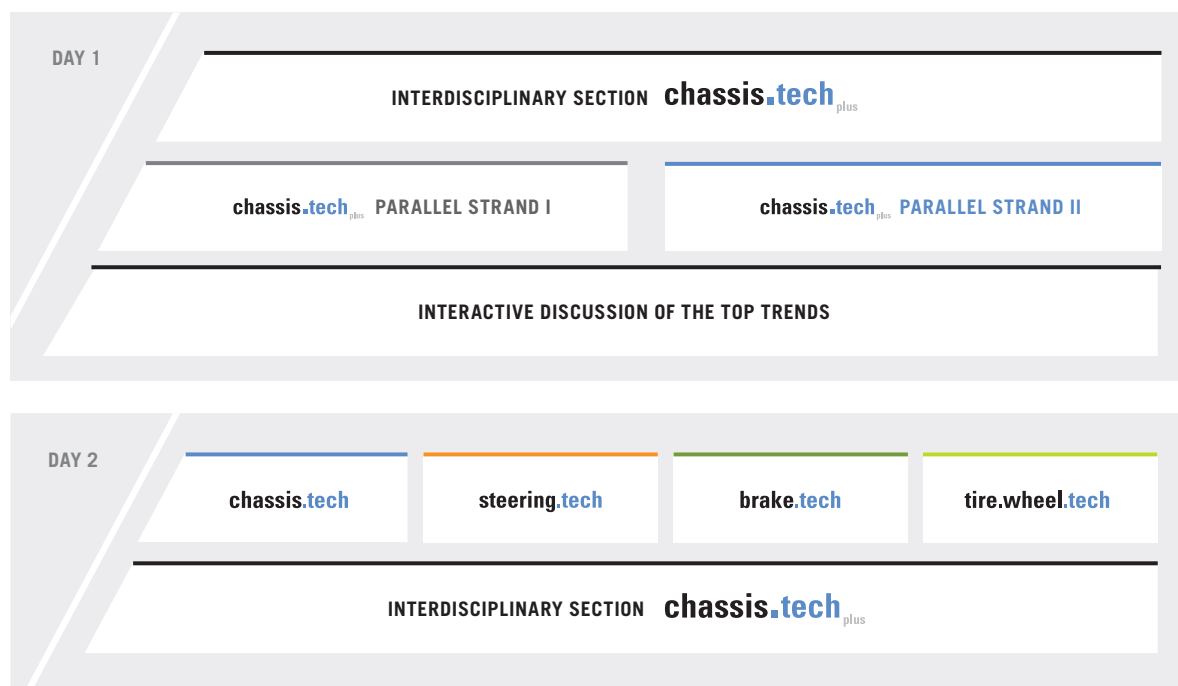 DAY 1
INTERDISCIPLINARY SECTION chassis.tech plus
chassis.tech plus PARALLEL STRAND I
chassis.tech plus PARALLEL STRAND II
INTERACTIVE DISCUSSION OF THE TOP TRENDS
DAY 2
chassis.tech
steering.tech
brake.tech
tire.wheel.tech
INTERDISCIPLINARY SECTION chassis.tech plus